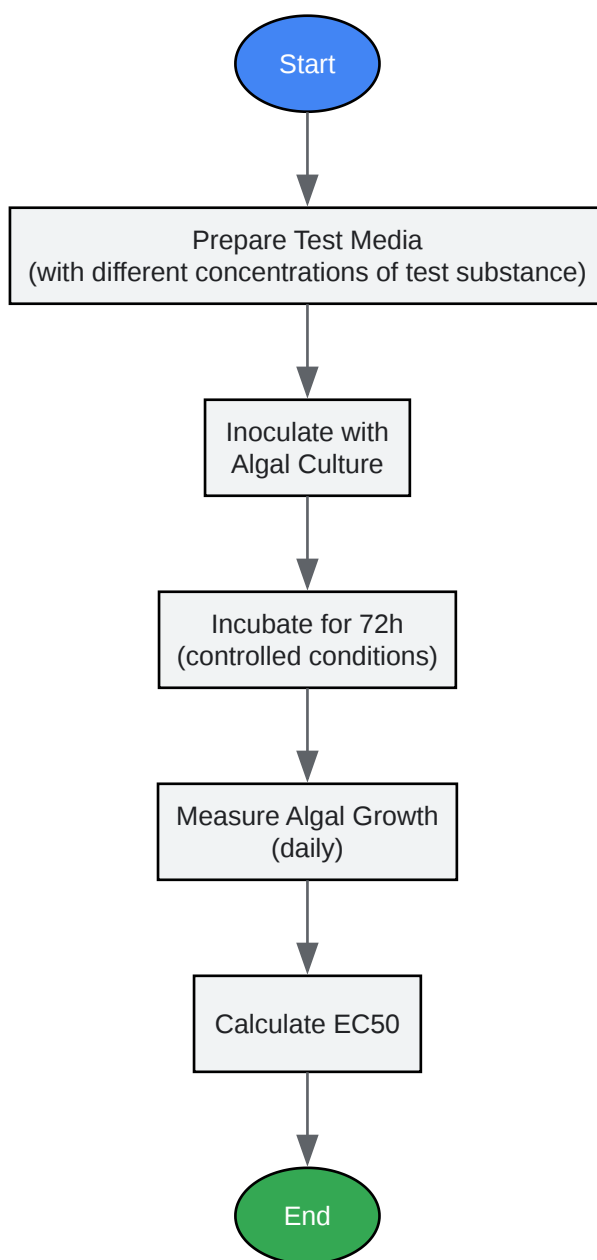 Start
Prepare Test Media
(with different concentrations of test substance)
Inoculate with
Algal Culture
Incubate for 72h
(controlled conditions)
Measure Algal Growth
(daily)
Calculate EC50
End